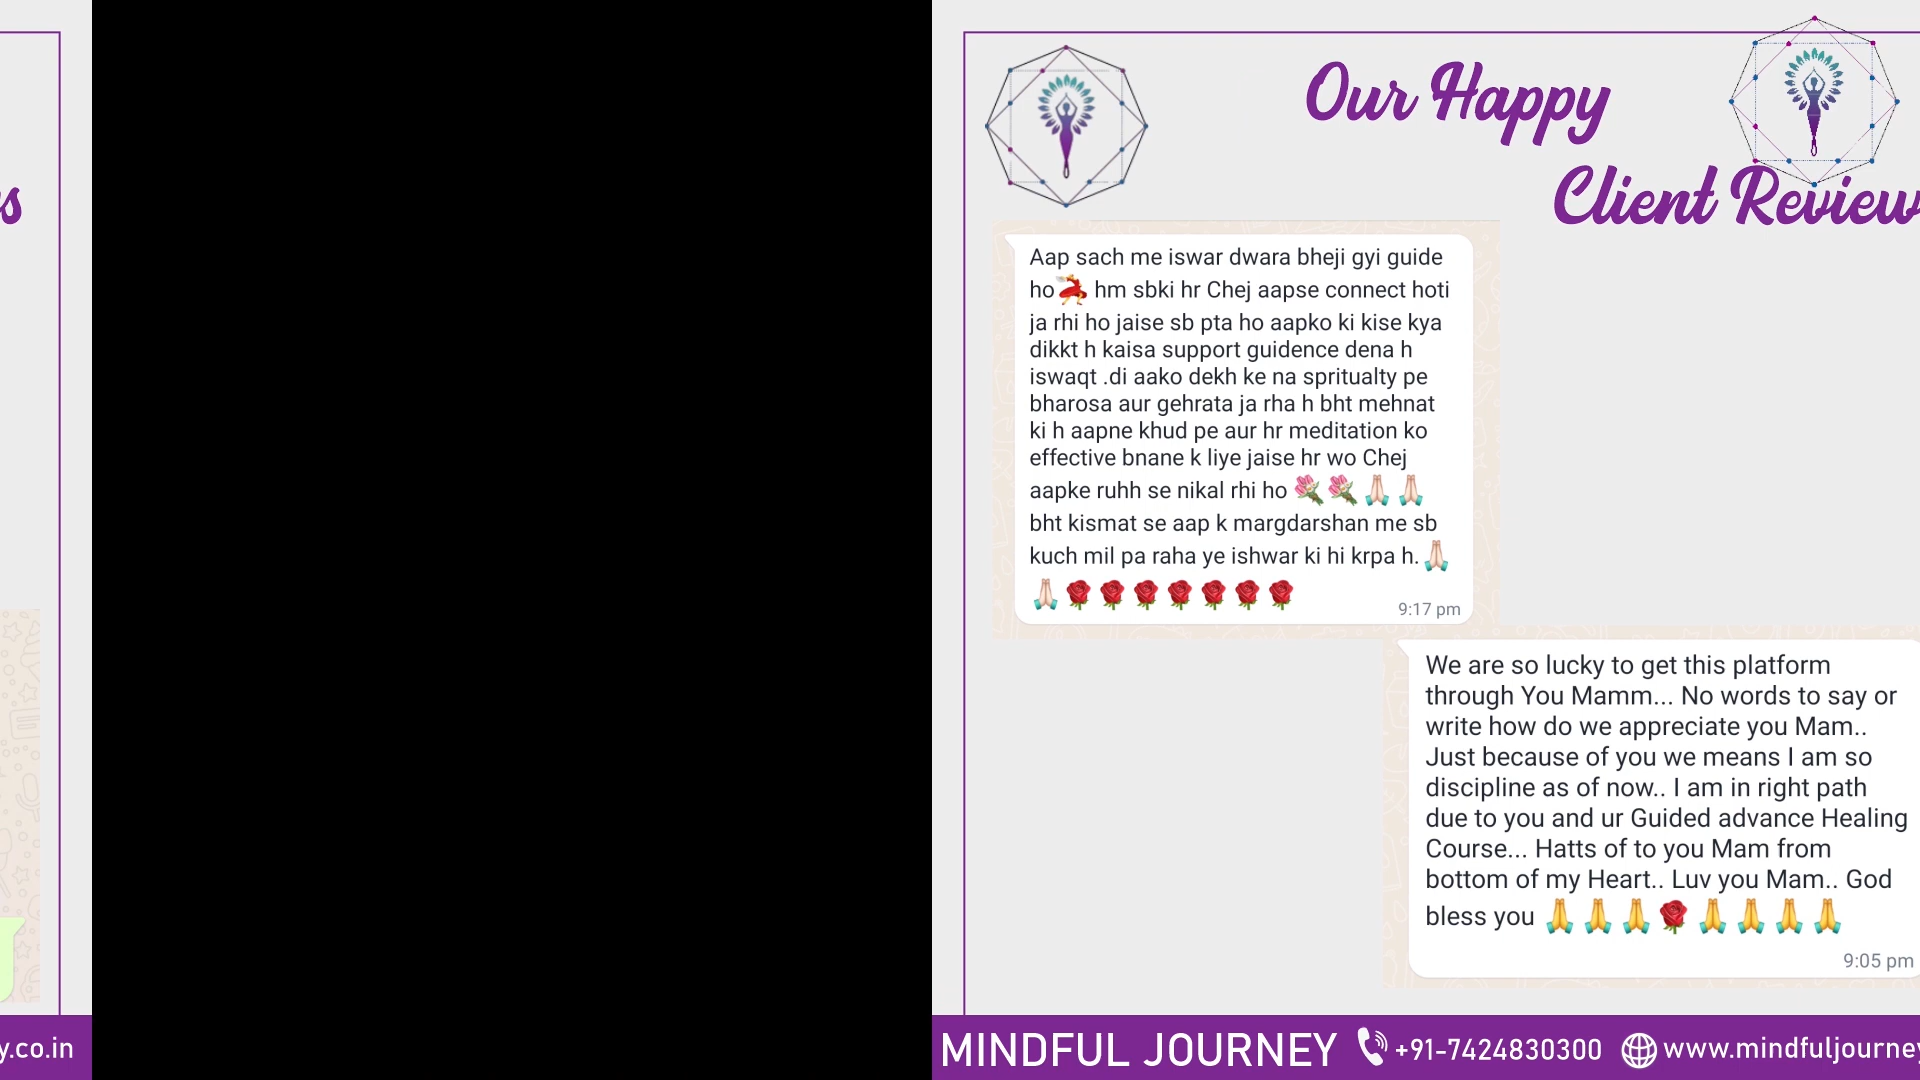 s
y.co.in
Our Happy
Client Review
Aap sach me iswar dwara bheji gyi guide
ho💃 hm sbki hr Chej aapse connect hoti
ja rhi ho jaise sb pta ho aapko ki kise kya
dikkt h kaisa support guidence dena h
iswaqt .di aako dekh ke na spritualty pe
bharosa aur gehrata ja rha h bht mehnat
ki h aapne khud pe aur hr meditation ko
effective bnane k liye jaise hr wo Chej
aapke ruhh se nikal rhi ho 💐💐🙏🏻🙏🏻
bht kismat se aap k margdarshan me sb
kuch mil pa raha ye ishwar ki hi krpa h.🙏🏻
🙏🏻🌹🌹🌹🌹🌹🌹🌹
9:17 pm
We are so lucky to get this platform
through You Mamm... No words to say or
write how do we appreciate you Mam..
Just because of you we means I am so
discipline as of now.. I am in right path
due to you and ur Guided advance Healing
Course... Hatts of to you Mam from
bottom of my Heart.. Luv you Mam.. God
bless you 🙏🙏🙏🌹🙏🙏🙏🙏
9:05 pm
MINDFUL JOURNEY +91-7424830300 www.mindfuljourney